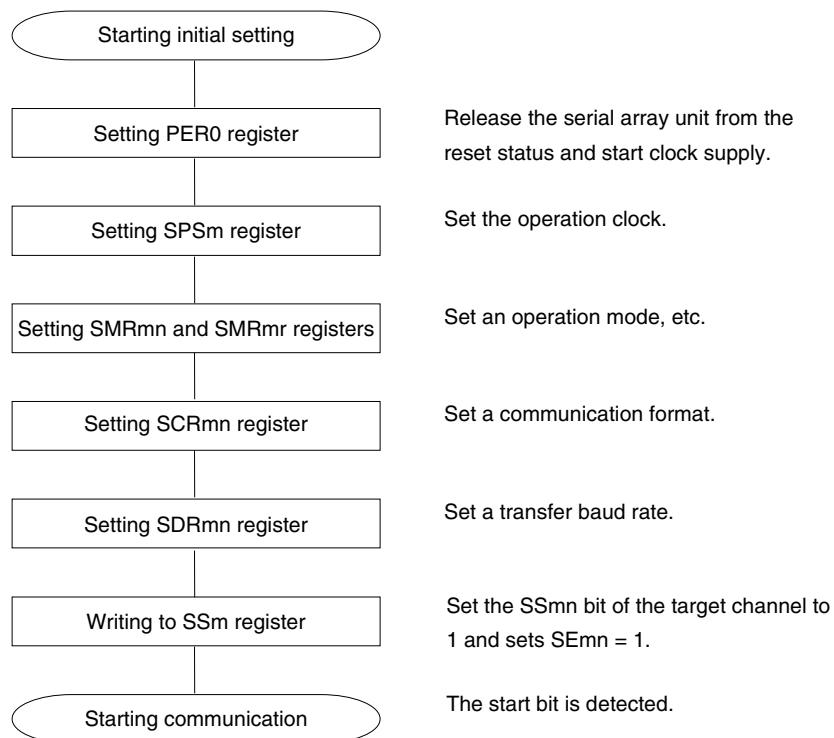 Starting initial setting
Setting PER0 register
Release the serial array unit from the
reset status and start clock supply.
Setting SPSm register
Set the operation clock.
Setting SMRmn and SMRmr registers
Set an operation mode, etc.
Setting SCRmn register
Set a communication format.
Setting SDRmn register
Set a transfer baud rate.
Writing to SSm register
Set the SSmn bit of the target channel to
1 and sets SEmn = 1.
Starting communication
The start bit is detected.